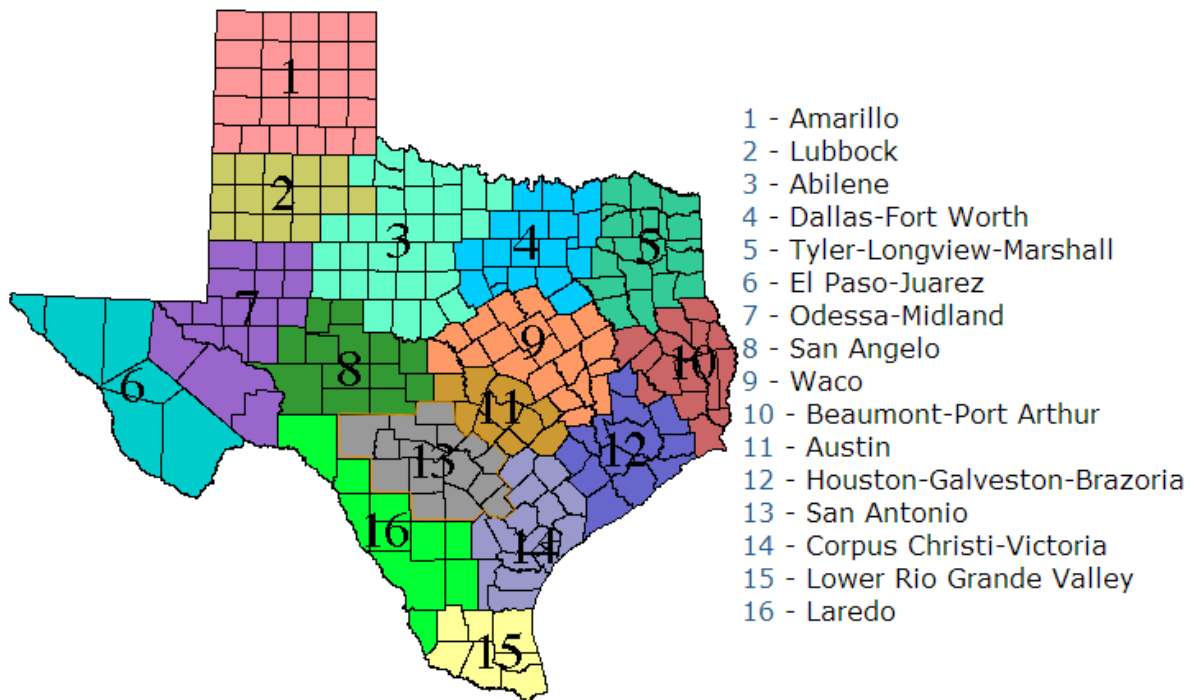 1
2
3
4
5
6
7
8
9
10
11
12
13
14
15
16
1 - Amarillo
2 - Lubbock
3 - Abilene
4 - Dallas-Fort Worth
5 - Tyler-Longview-Marshall
6 - El Paso-Juarez
7 - Odessa-Midland
8 - San Angelo
9 - Waco
10 - Beaumont-Port Arthur
11 - Austin
12 - Houston-Galveston-Brazoria
13 - San Antonio
14 - Corpus Christi-Victoria
15 - Lower Rio Grande Valley
16 - Laredo